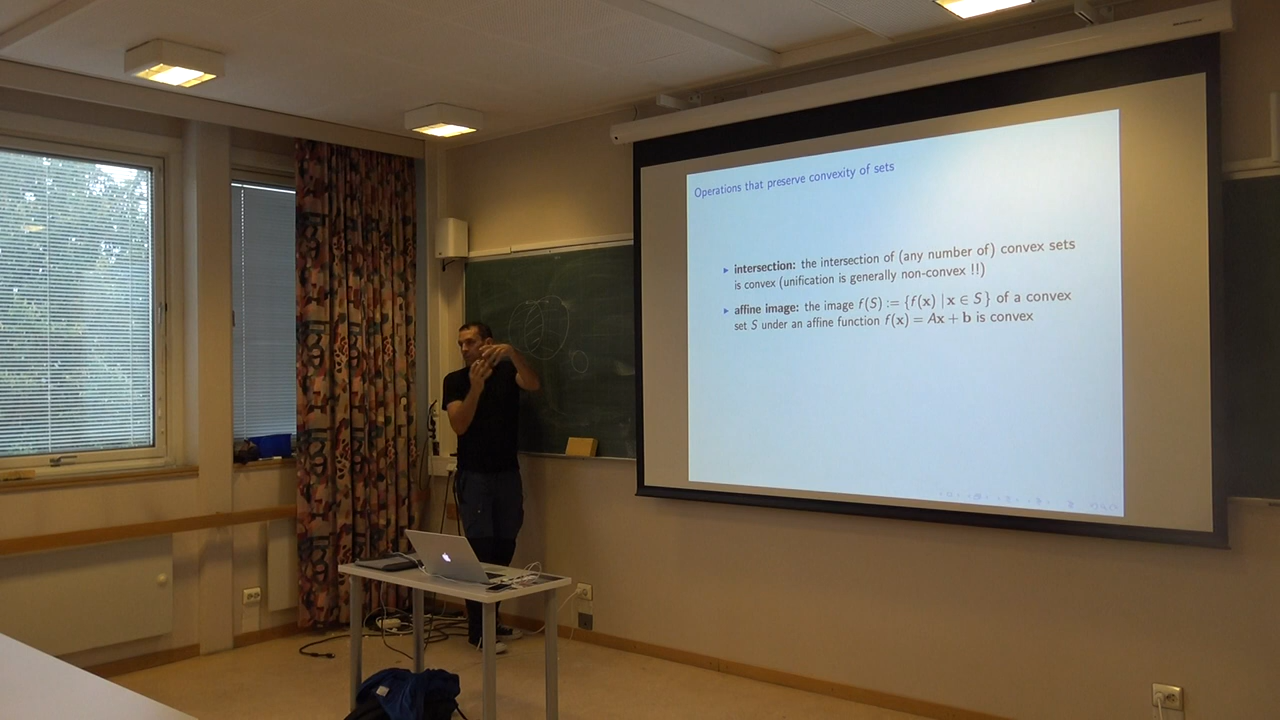 Operations that preserve convexity of sets
▸ intersection: the intersection of (any number of) convex sets
is convex (unification is generally non-convex !!)
▸ affine image: the image f(S) := {f(x) | x ∈ S} of a convex
set S under an affine function f(x) = Ax + b is convex